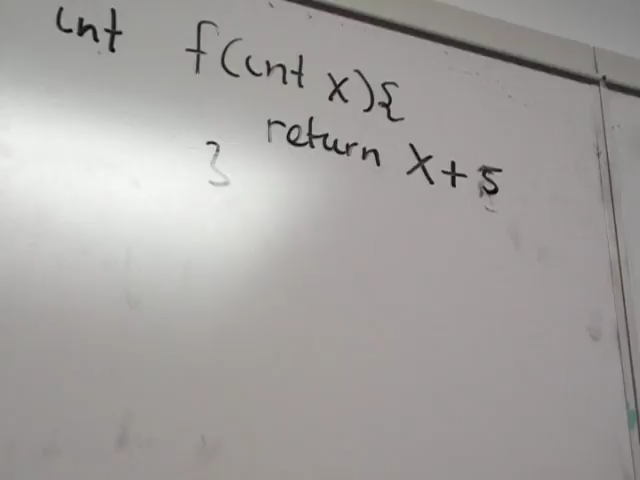 int f(int x){
return x+5
}